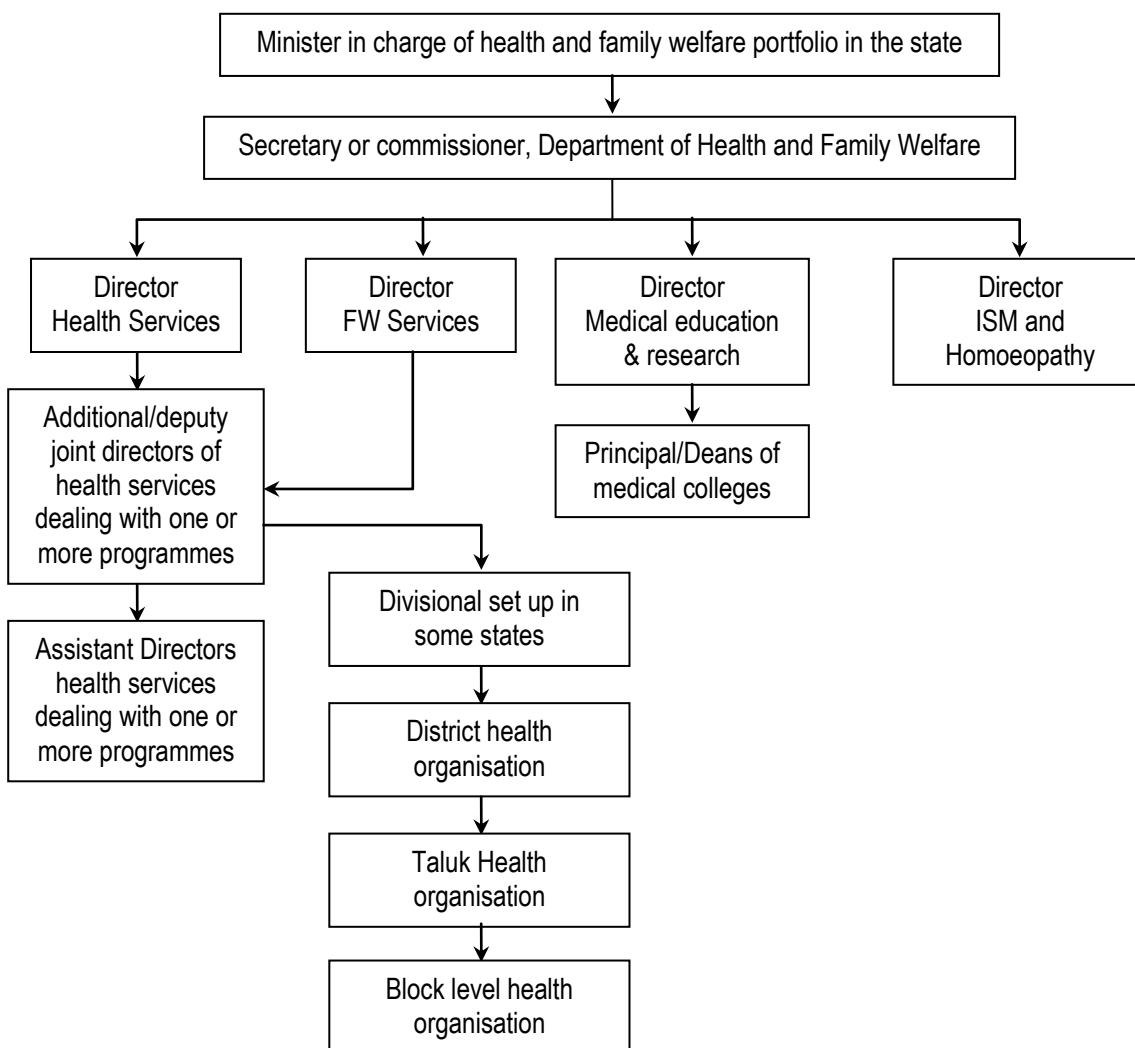 Minister in charge of health and family welfare portfolio in the state
Secretary or commissioner, Department of Health and Family Welfare
Director
Health Services
Director
FW Services
Director
Medical education
& research
Director
ISM and
Homoeopathy
Additional/deputy
joint directors of
health services
dealing with one or
more programmes
Principal/Deans of
medical colleges
Assistant Directors
health services
dealing with one or
more programmes
Divisional set up in
some states
District health
organisation
Taluk Health
organisation
Block level health
organisation